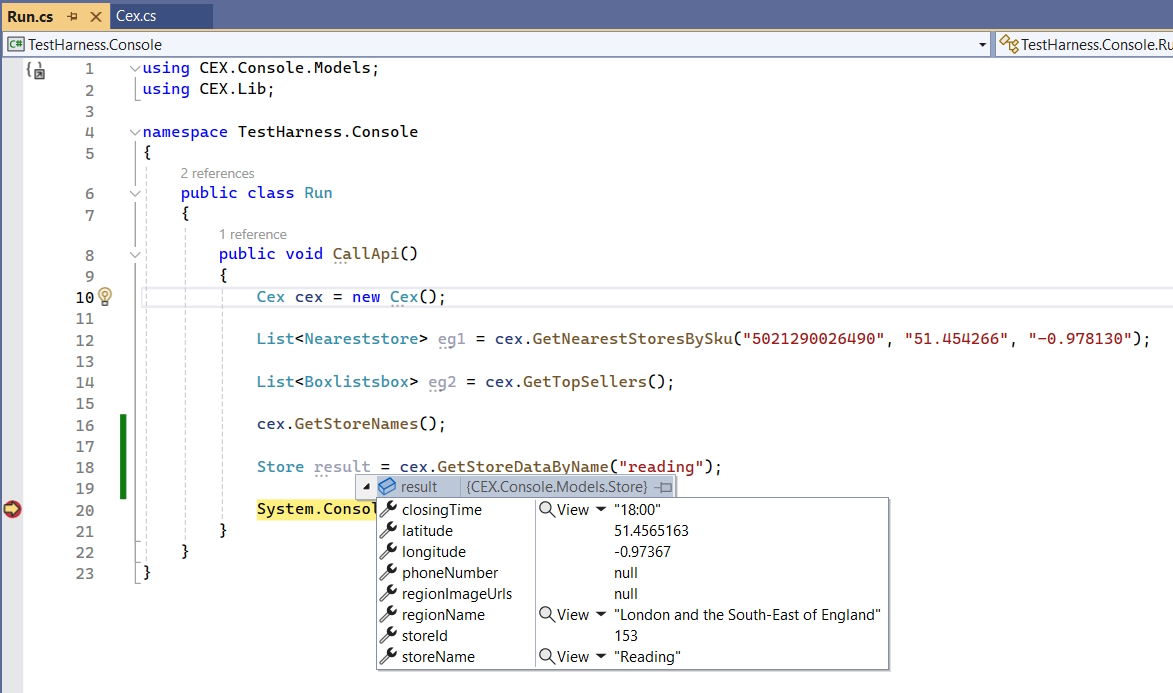 Run.cs Cex.cs
C# TestHarness.Console TestHarness.Console.Ru
1 using CEX.Console.Models;
2 using CEX.Lib;
3
4 namespace TestHarness.Console
5 {
2 references
6 public class Run
7 {
1 reference
8 public void CallApi()
9 {
10 Cex cex = new Cex();
11
12 List<Neareststore> eg1 = cex.GetNearestStoresBySku("5021290026490", "51.454266", "-0.978130");
13
14 List<Boxlistsbox> eg2 = cex.GetTopSellers();
15
16 cex.GetStoreNames();
17
18 Store result = cex.GetStoreDataByName("reading");
19 result {CEX.Console.Models.Store}
20 System.Consol closingTime View "18:00"
21 } latitude 51.4565163
22 } longitude -0.97367
23 } phoneNumber null
regionImageUrls null
regionName View "London and the South-East of England"
storeId 153
storeName View "Reading"